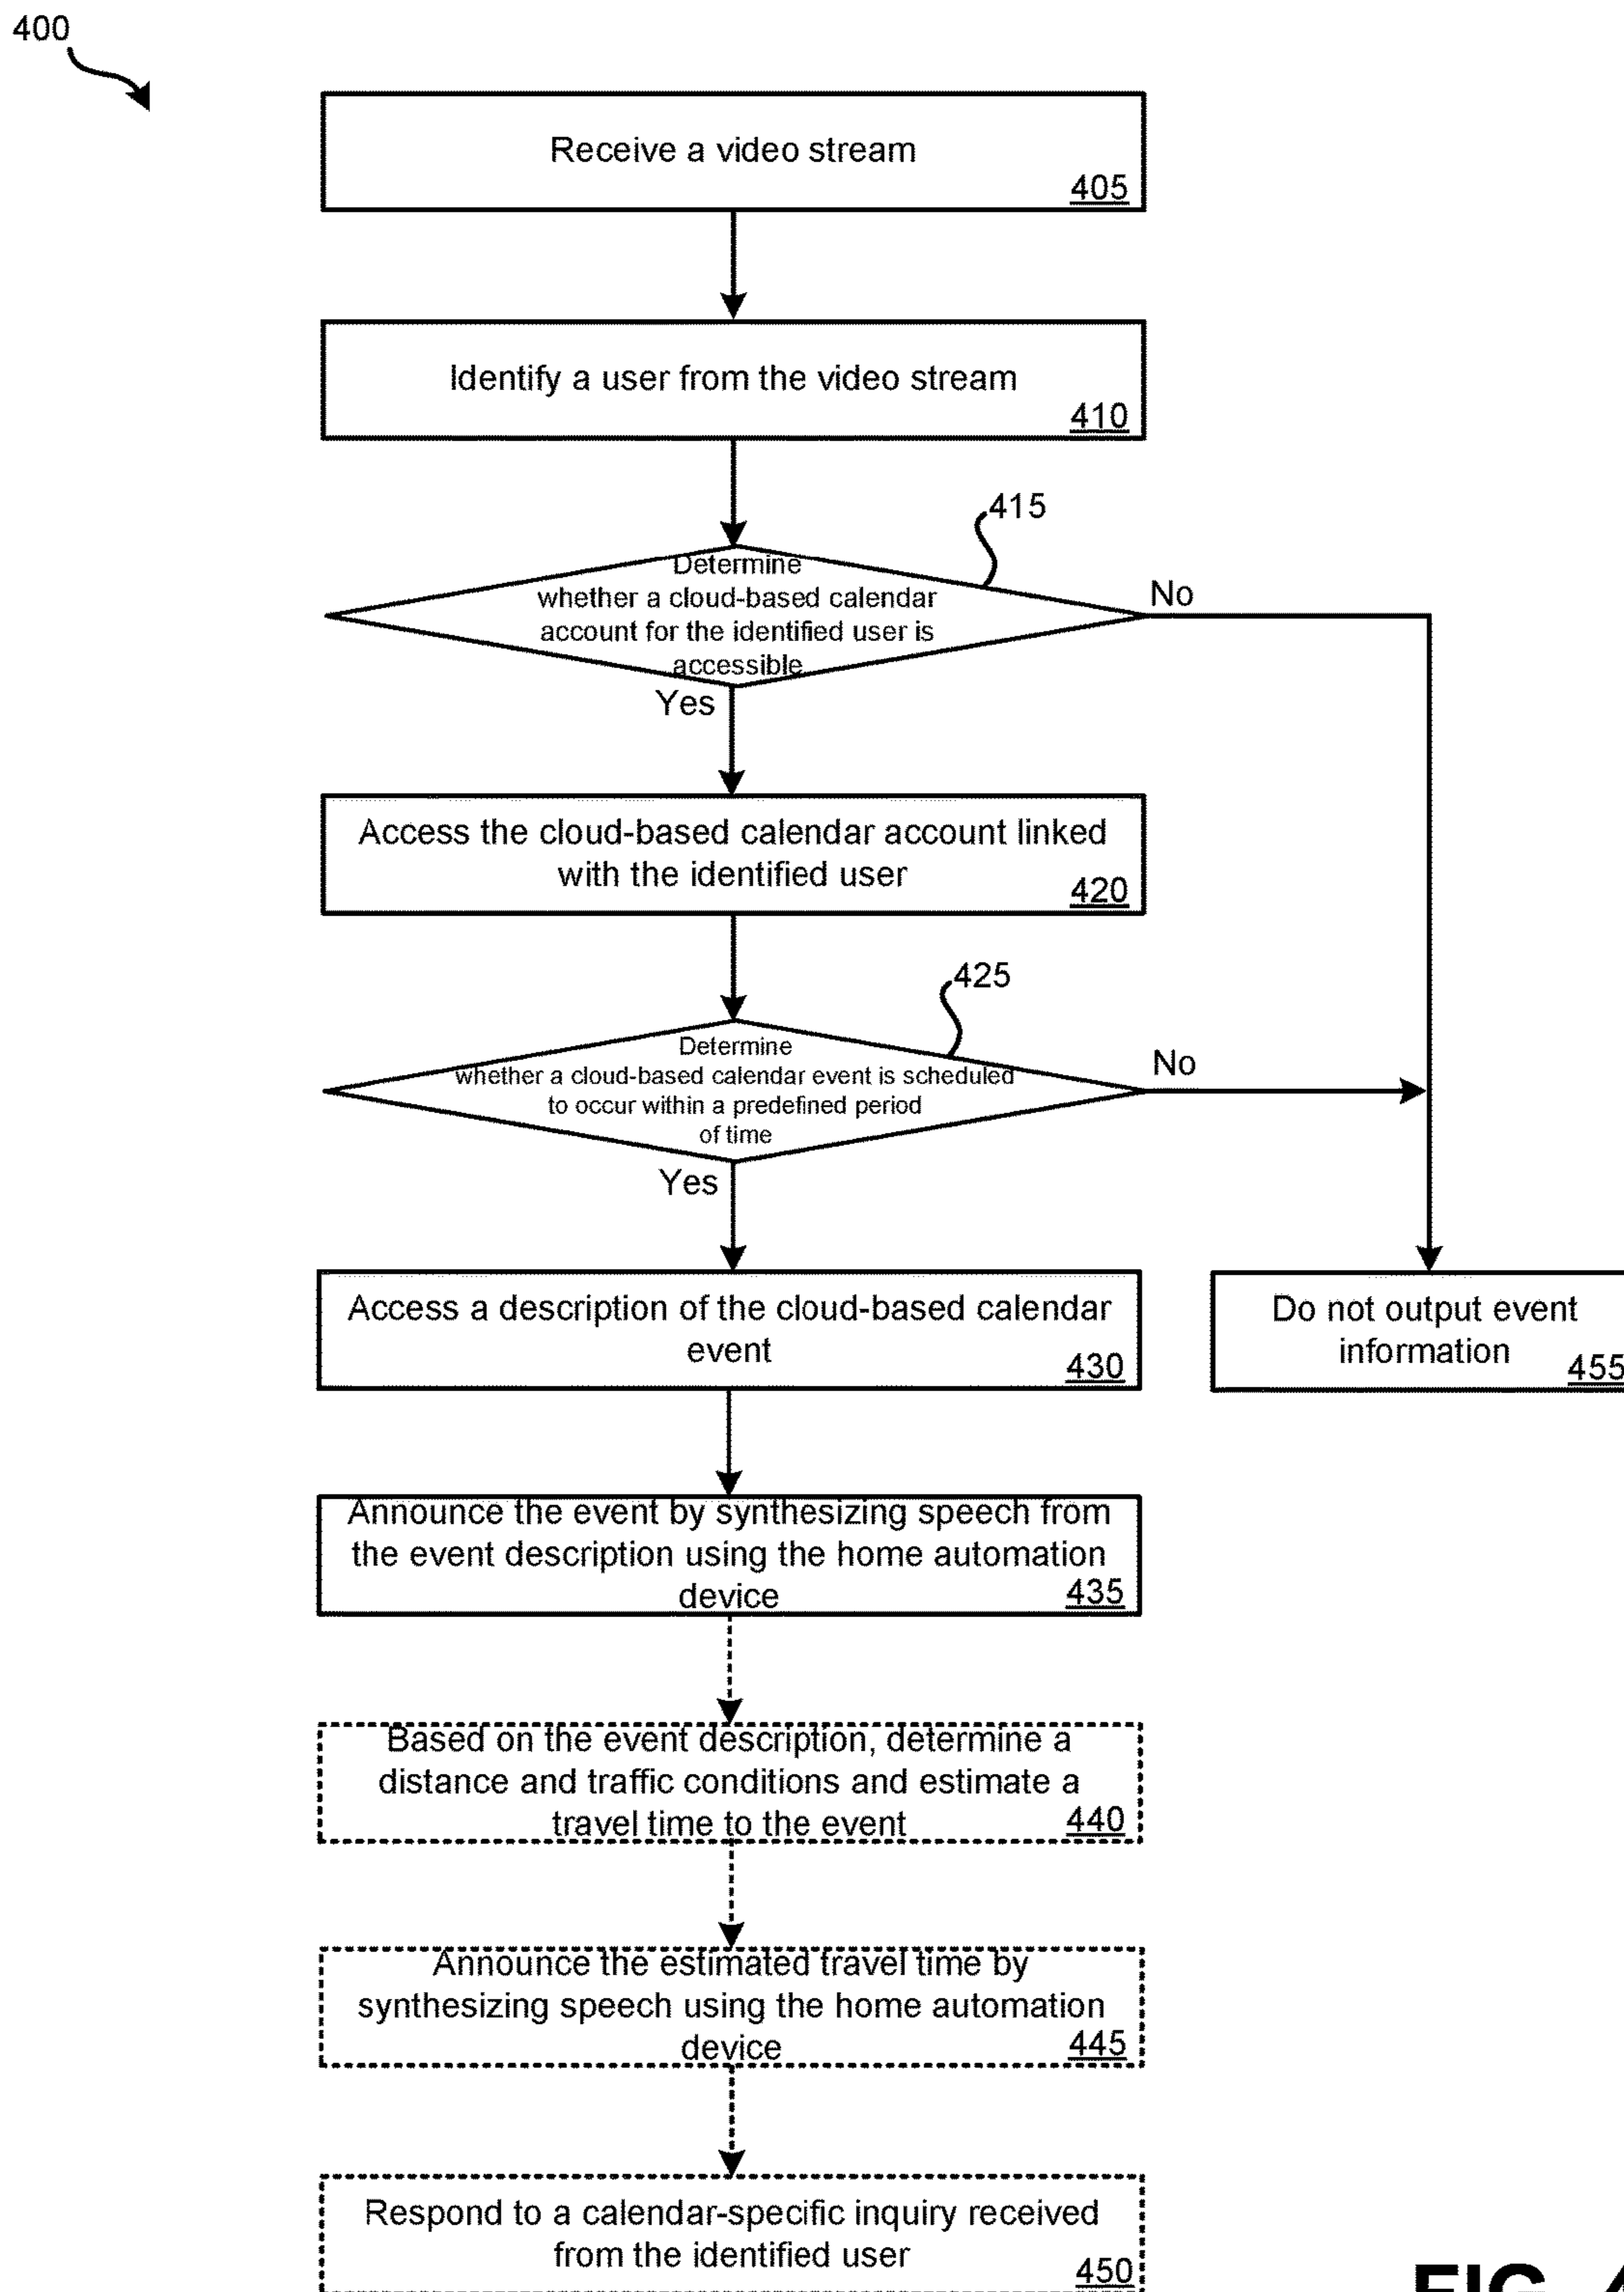 400
Receive a video stream
405
Identify a user from the video stream
410
415
Determine
whether a cloud-based calendar
account for the identified user is
accessible
No
Yes
Access the cloud-based calendar account linked
with the identified user
420
425
Determine
whether a cloud-based calendar event is scheduled
to occur within a predefined period
of time
No
Yes
Access a description of the cloud-based calendar
event
430
Do not output event
information
455
Announce the event by synthesizing speech from
the event description using the home automation
device
435
Based on the event description, determine a
distance and traffic conditions and estimate a
travel time to the event
440
Announce the estimated travel time by
synthesizing speech using the home automation
device
445
Respond to a calendar-specific inquiry received
from the identified user
450
FIG. 4